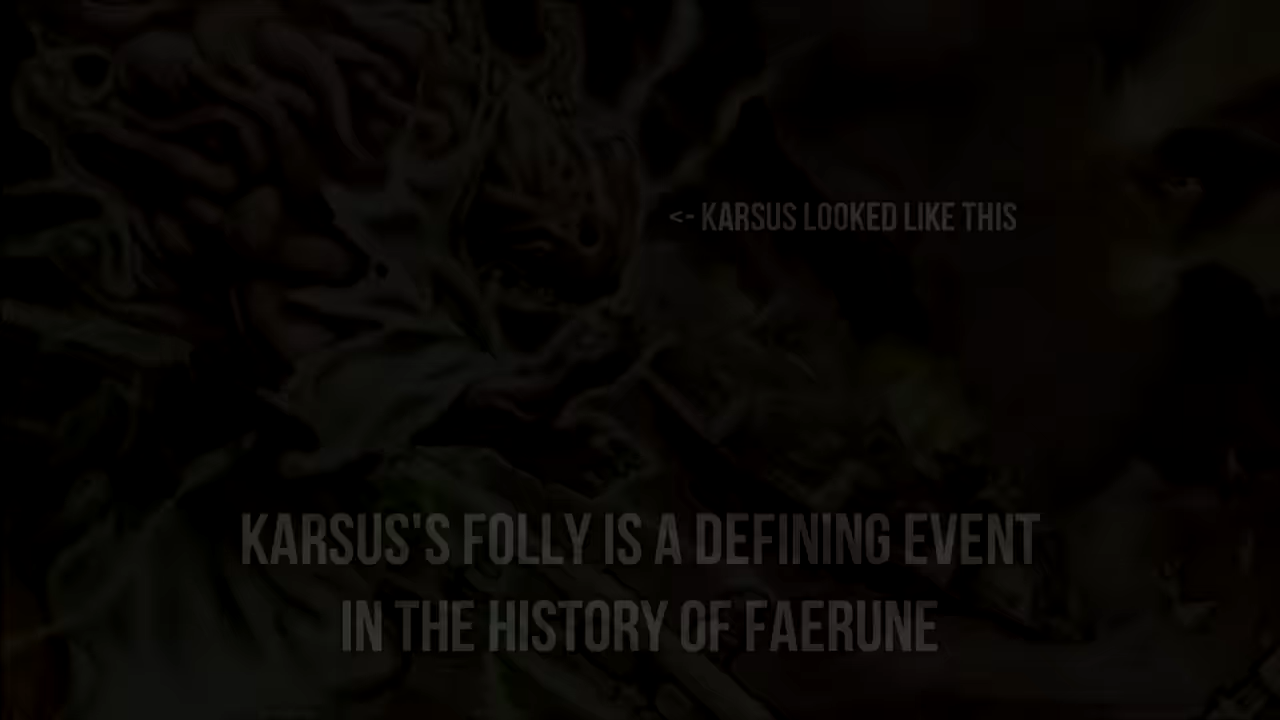 <- KARSUS LOOKED LIKE THIS
KARSUS'S FOLLY IS A DEFINING EVENT
IN THE HISTORY OF FAERUNE